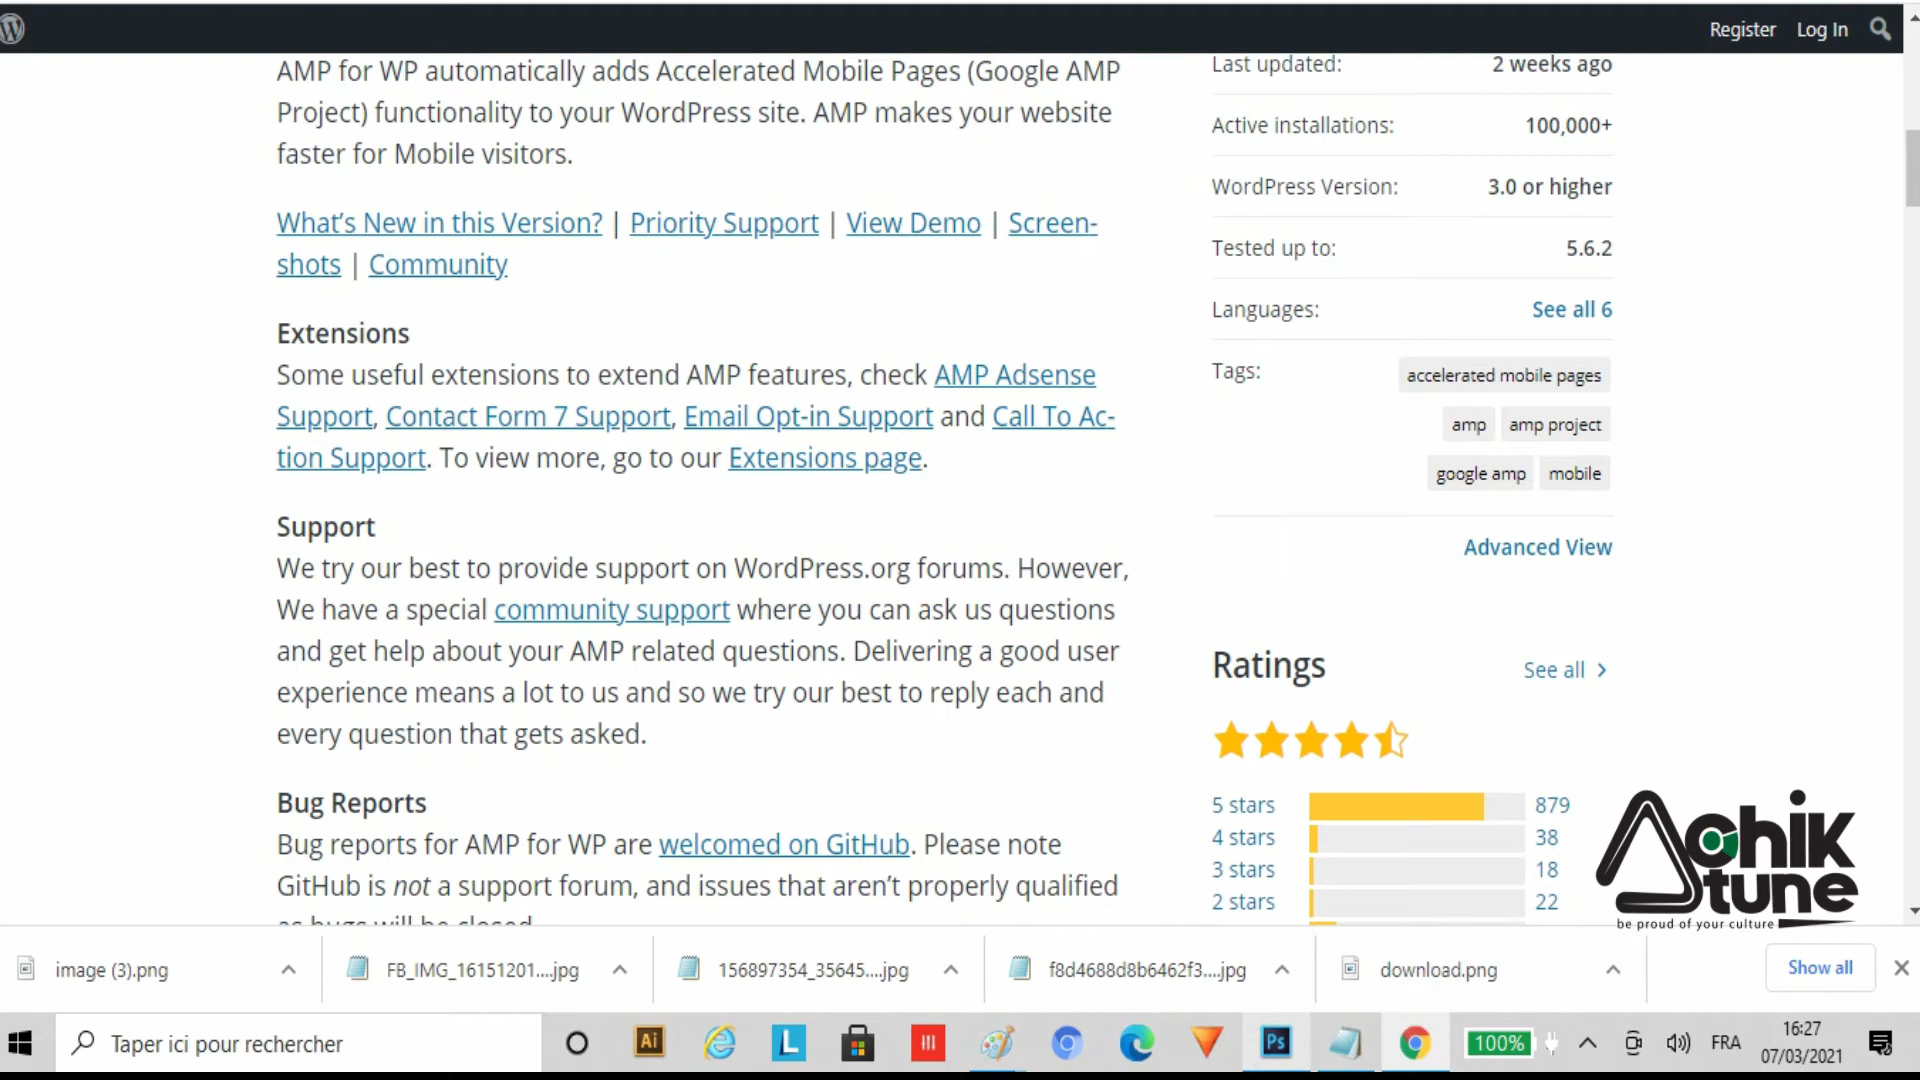 Register Log In
AMP for WP automatically adds Accelerated Mobile Pages (Google AMP
Project) functionality to your WordPress site. AMP makes your website
faster for Mobile visitors.
What's New in this Version? | Priority Support | View Demo | Screen-
shots | Community
Extensions
Some useful extensions to extend AMP features, check AMP Adsense
Support, Contact Form 7 Support, Email Opt-in Support and Call To Ac-
tion Support. To view more, go to our Extensions page.
Support
We try our best to provide support on WordPress.org forums. However,
We have a special community support where you can ask us questions
and get help about your AMP related questions. Delivering a good user
experience means a lot to us and so we try our best to reply each and
every question that gets asked.
Bug Reports
Bug reports for AMP for WP are welcomed on GitHub. Please note
GitHub is not a support forum, and issues that aren't properly qualified
as bugs will be closed.
Last updated: 2 weeks ago
Active installations: 100,000+
WordPress Version: 3.0 or higher
Tested up to: 5.6.2
Languages: See all 6
Tags: accelerated mobile pages
amp amp project
google amp mobile
Advanced View
Ratings See all
5 stars 879
4 stars 38
3 stars 18
2 stars 22
Achik
tune
be proud of your culture
image (3).png FB_IMG_16151201....jpg 156897354_35645....jpg f8d4688d8b6462f3....jpg download.png Show all
Taper ici pour rechercher Ai L Ps 100% FRA 16:27
07/03/2021